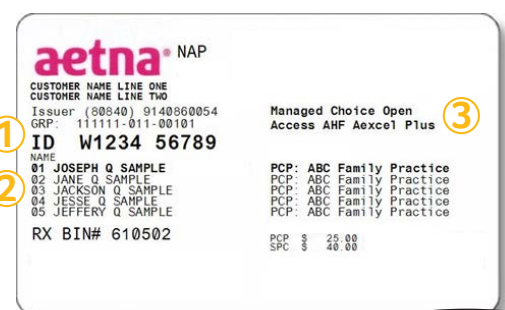 aetna® NAP
CUSTOMER NAME LINE ONE
CUSTOMER NAME LINE TWO
Issuer (80840) 9140860054
GRP: 111111-011-00101
1 ID W1234 56789
NAME
01 JOSEPH Q SAMPLE
2 02 JANE Q SAMPLE
03 JACKSON Q SAMPLE
04 JESSE Q SAMPLE
05 JEFFERY Q SAMPLE
RX BIN# 610502
Managed Choice Open 3
Access AHF Aexcel Plus
PCP: ABC Family Practice
PCP: ABC Family Practice
PCP: ABC Family Practice
PCP: ABC Family Practice
PCP: ABC Family Practice
PCP $ 25.00
SPC $ 40.00